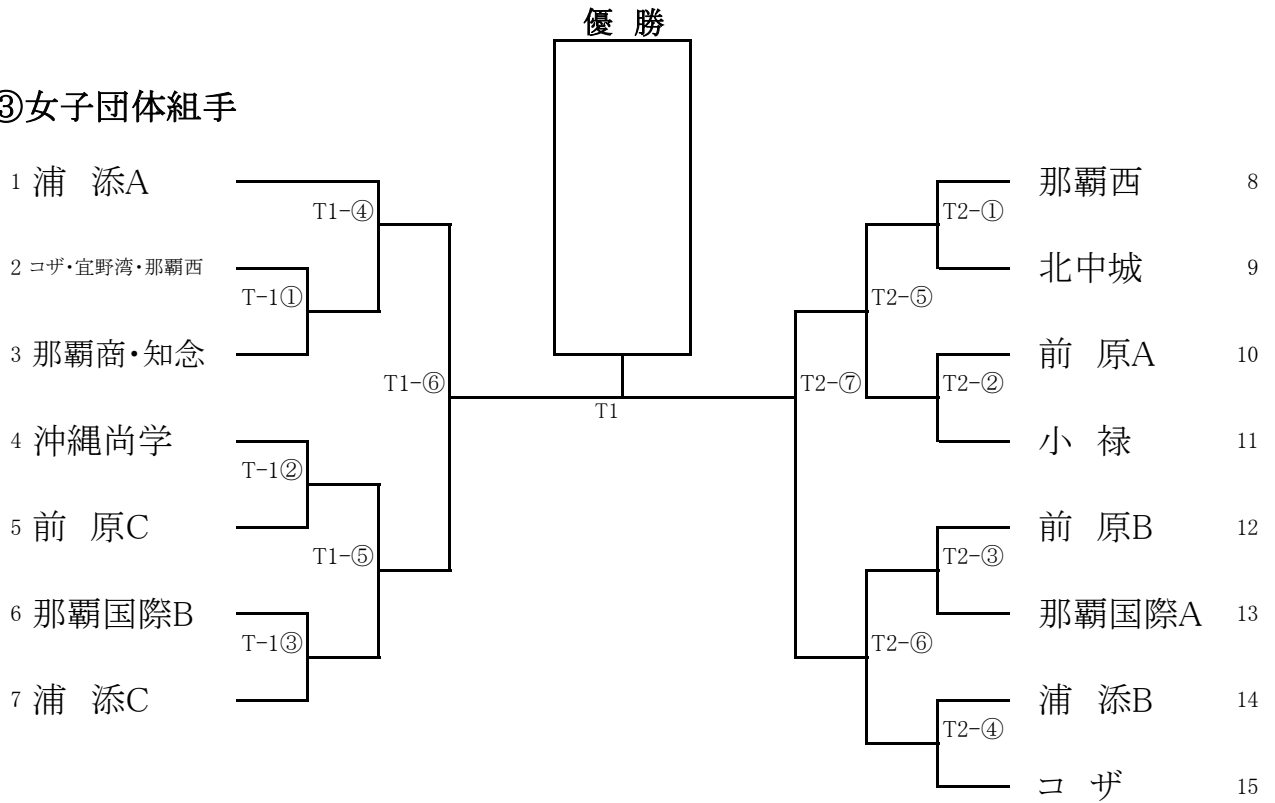 優 勝
③女子団体組手
1 浦 添A
T1-④
2 コザ・宜野湾・那覇西
T-1①
3 那覇商・知念
T1-⑥
4 沖縄尚学
T-1②
5 前 原C
T1-⑤
6 那覇国際B
T-1③
7 浦 添C
T1
那覇西 8
T2-①
北中城 9
T2-⑤
前 原A 10
T2-⑦
T2-②
小 禄 11
前 原B 12
T2-③
那覇国際A 13
T2-⑥
浦 添B 14
T2-④
コ ザ 15